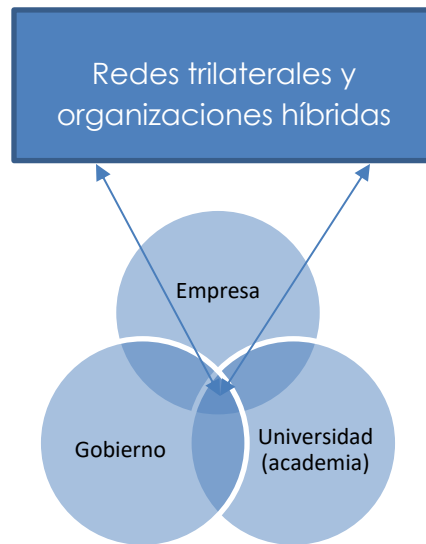 Redes trilaterales y
organizaciones híbridas
Empresa
Gobierno
Universidad
(academia)